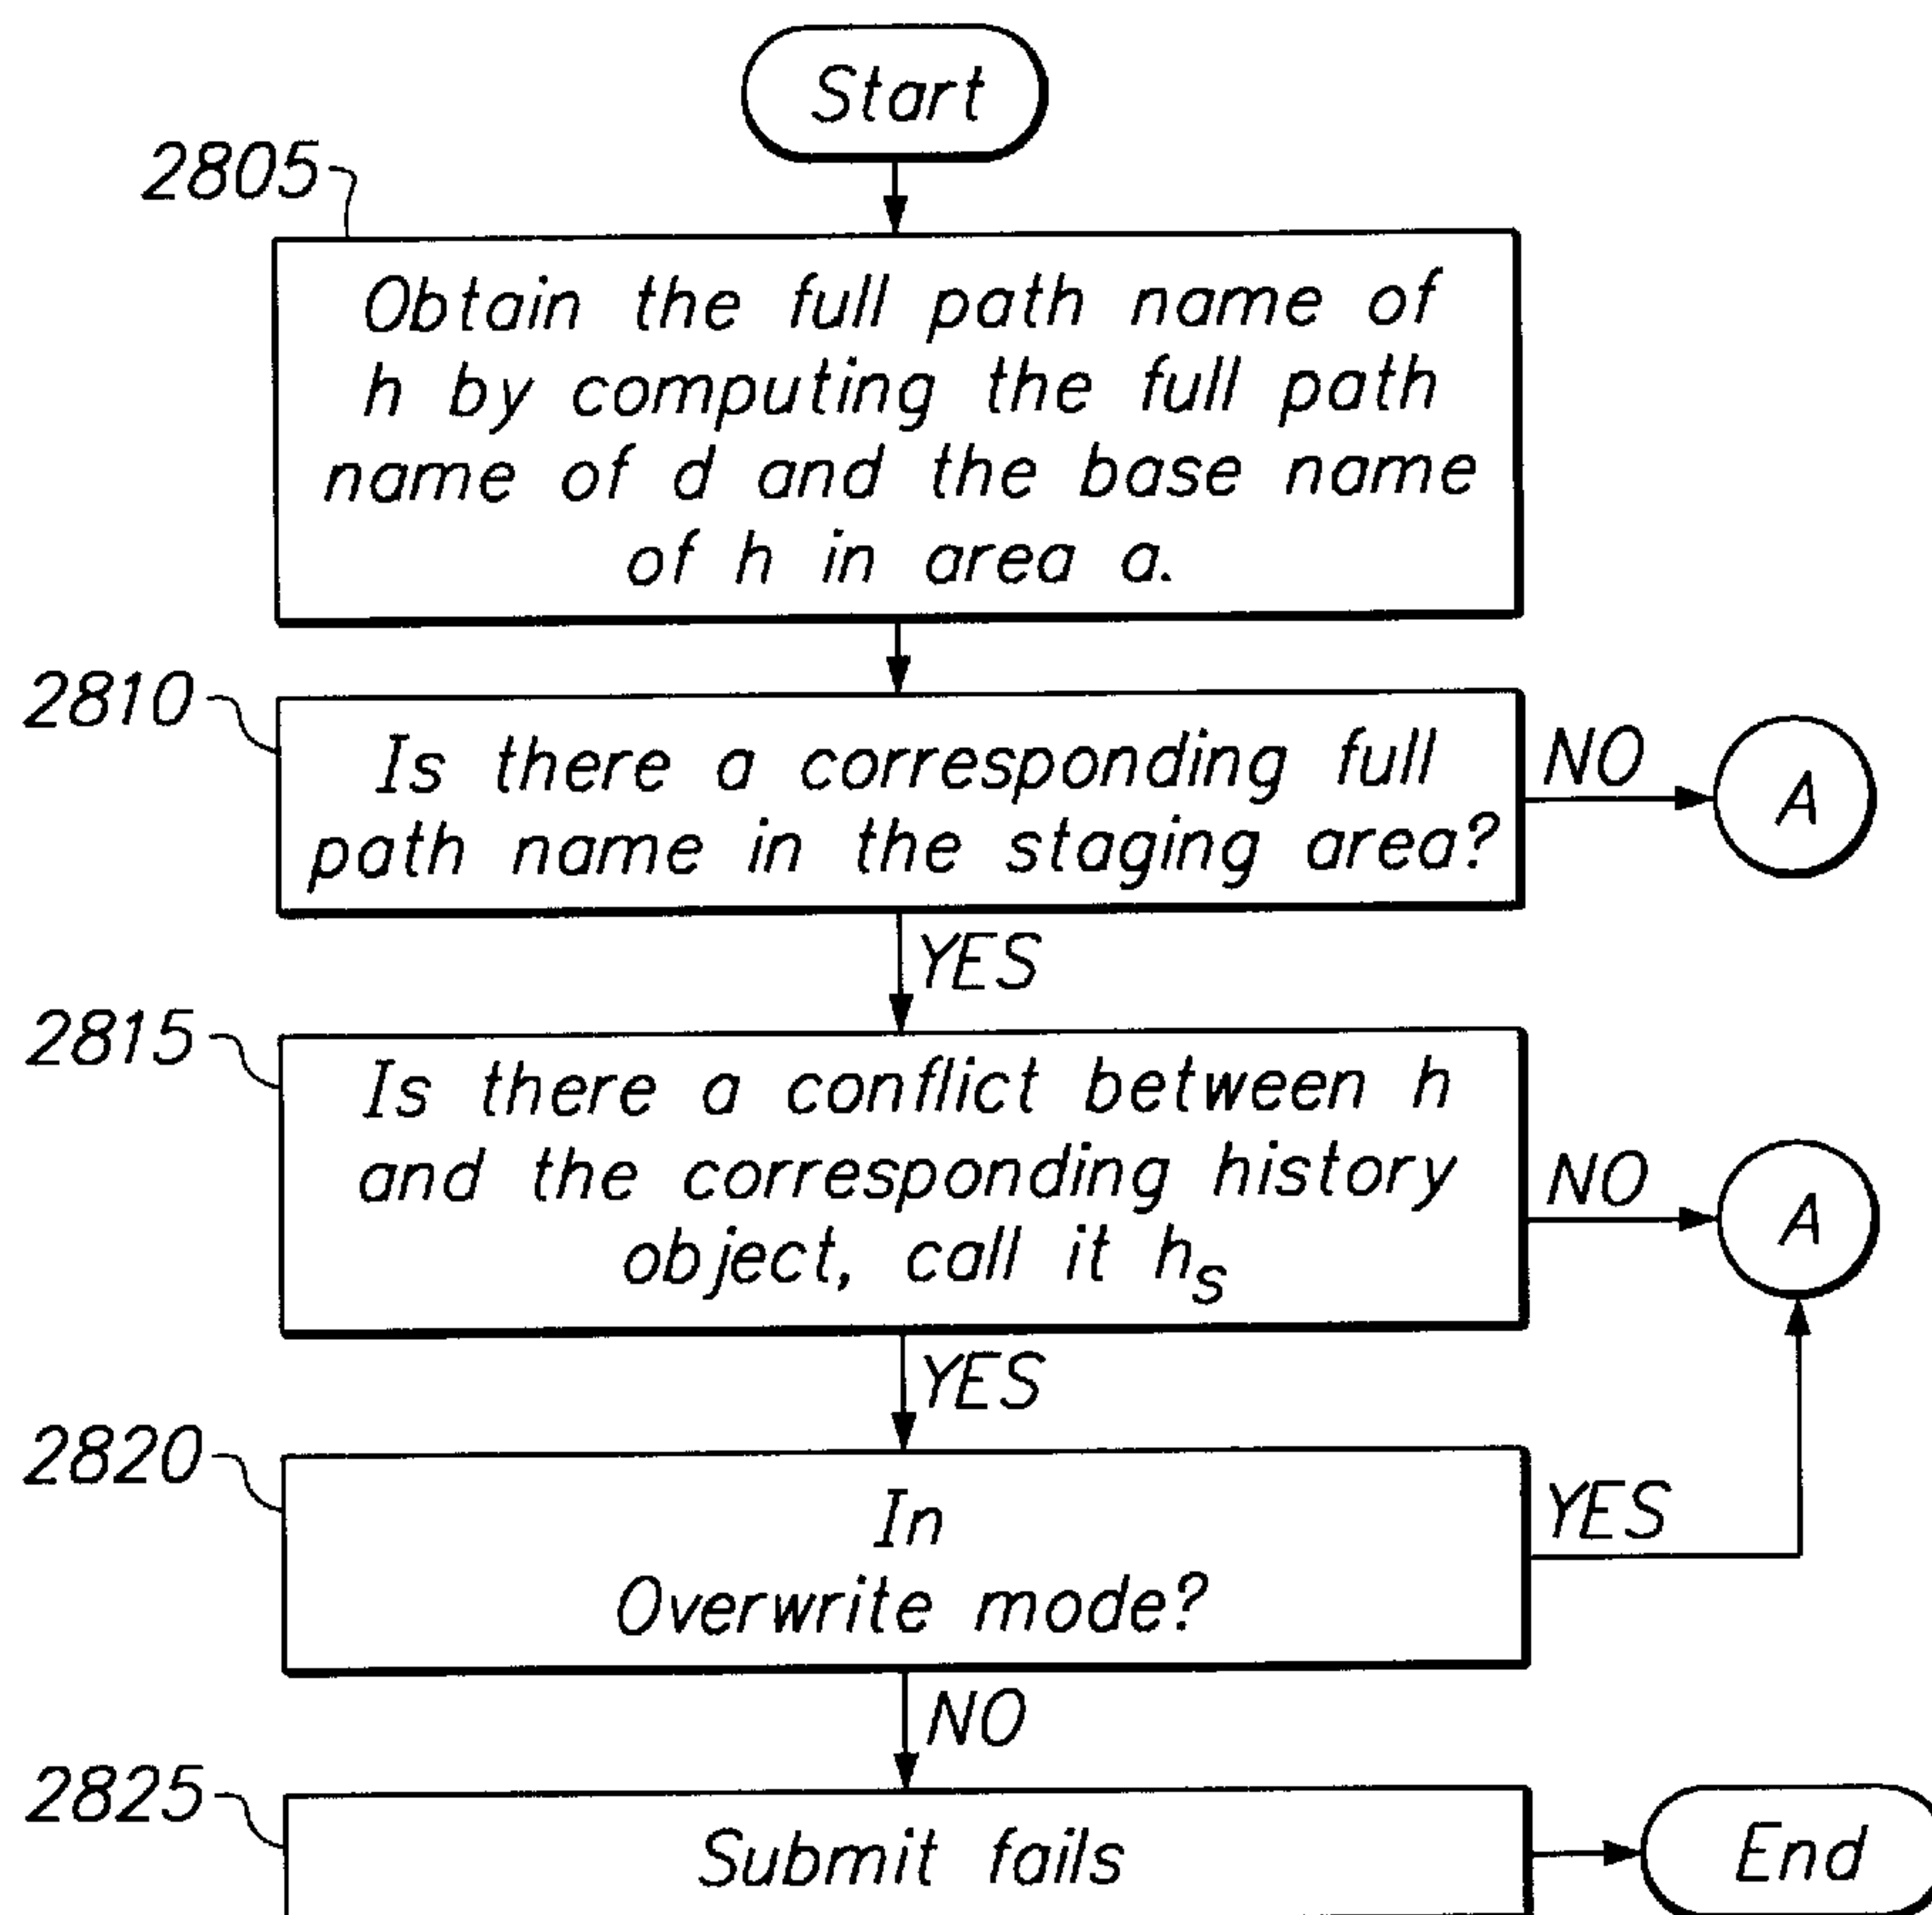 Start
2805
Obtain the full path name of
h by computing the full path
name of d and the base name
of h in area a.
2810
Is there a corresponding full
path name in the staging area?
NO
A
YES
2815
Is there a conflict between h
and the corresponding history
object, call it hs
NO
A
YES
2820
In
Overwrite mode?
YES
NO
2825
Submit fails
End